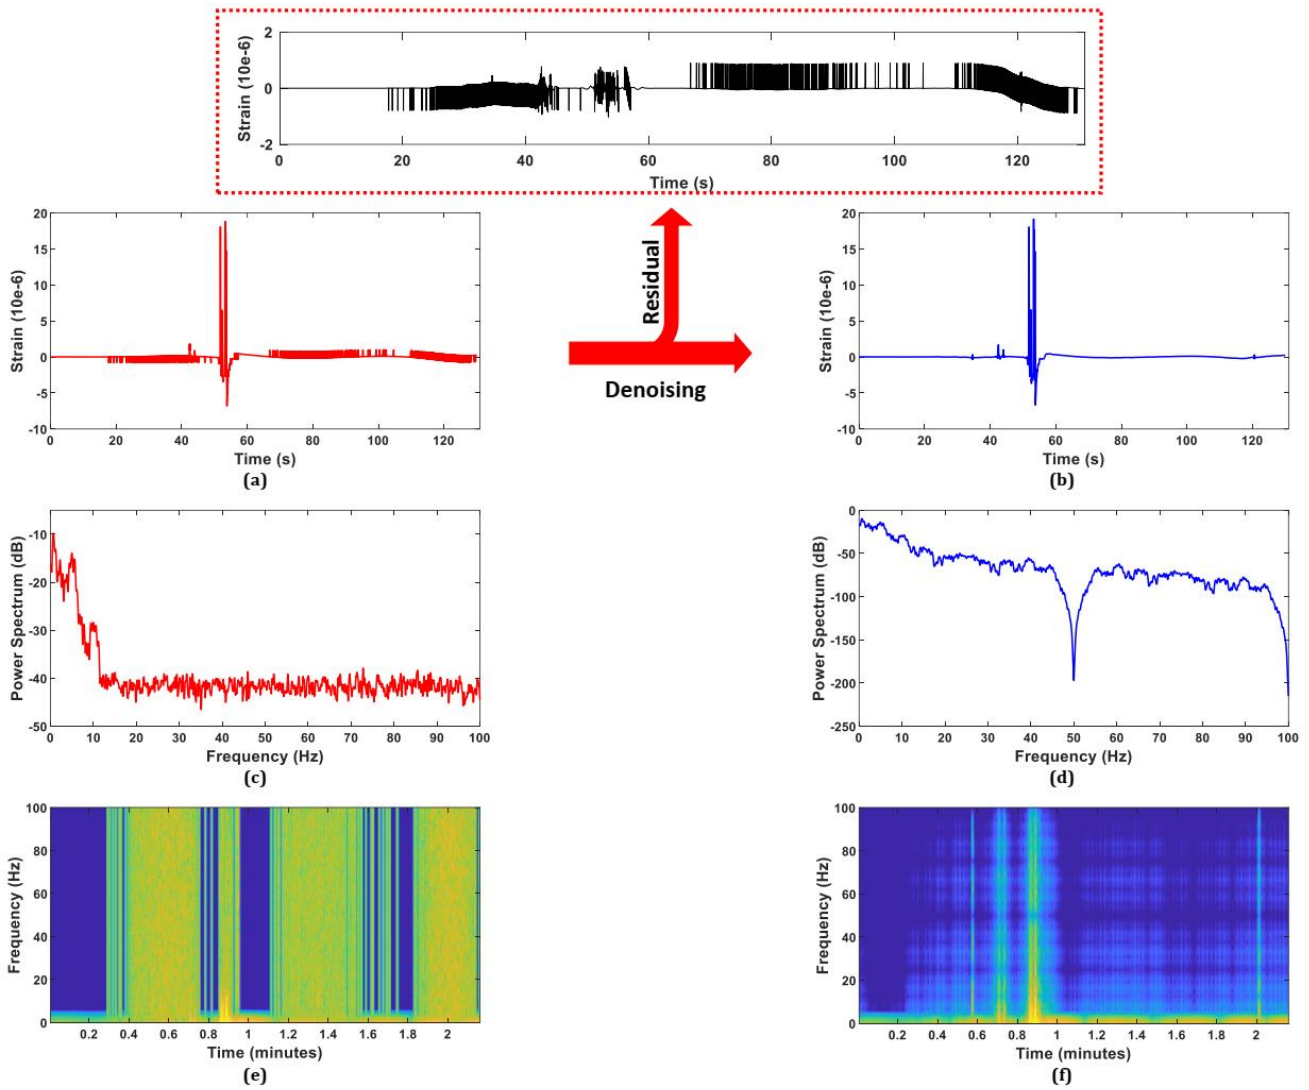 2
0
-2
Strain (10e-6)
0 20 40 60 80 100 120
Time (s)
20
15
10
5
0
-5
-10
Strain (10e-6)
0 20 40 60 80 100 120
Time (s)
(a)
Residual
Denoising
20
15
10
5
0
-5
-10
Strain (10e-6)
0 20 40 60 80 100 120
Time (s)
(b)
-10
-20
-30
-40
-50
Power Spectrum (dB)
0 10 20 30 40 50 60 70 80 90 100
Frequency (Hz)
(c)
0
-50
-100
-150
-200
-250
Power Spectrum (dB)
0 10 20 30 40 50 60 70 80 90 100
Frequency (Hz)
(d)
100
80
60
40
20
0
Frequency (Hz)
0.2 0.4 0.6 0.8 1 1.2 1.4 1.6 1.8 2
Time (minutes)
(e)
100
80
60
40
20
0
Frequency (Hz)
0.2 0.4 0.6 0.8 1 1.2 1.4 1.6 1.8 2
Time (minutes)
(f)